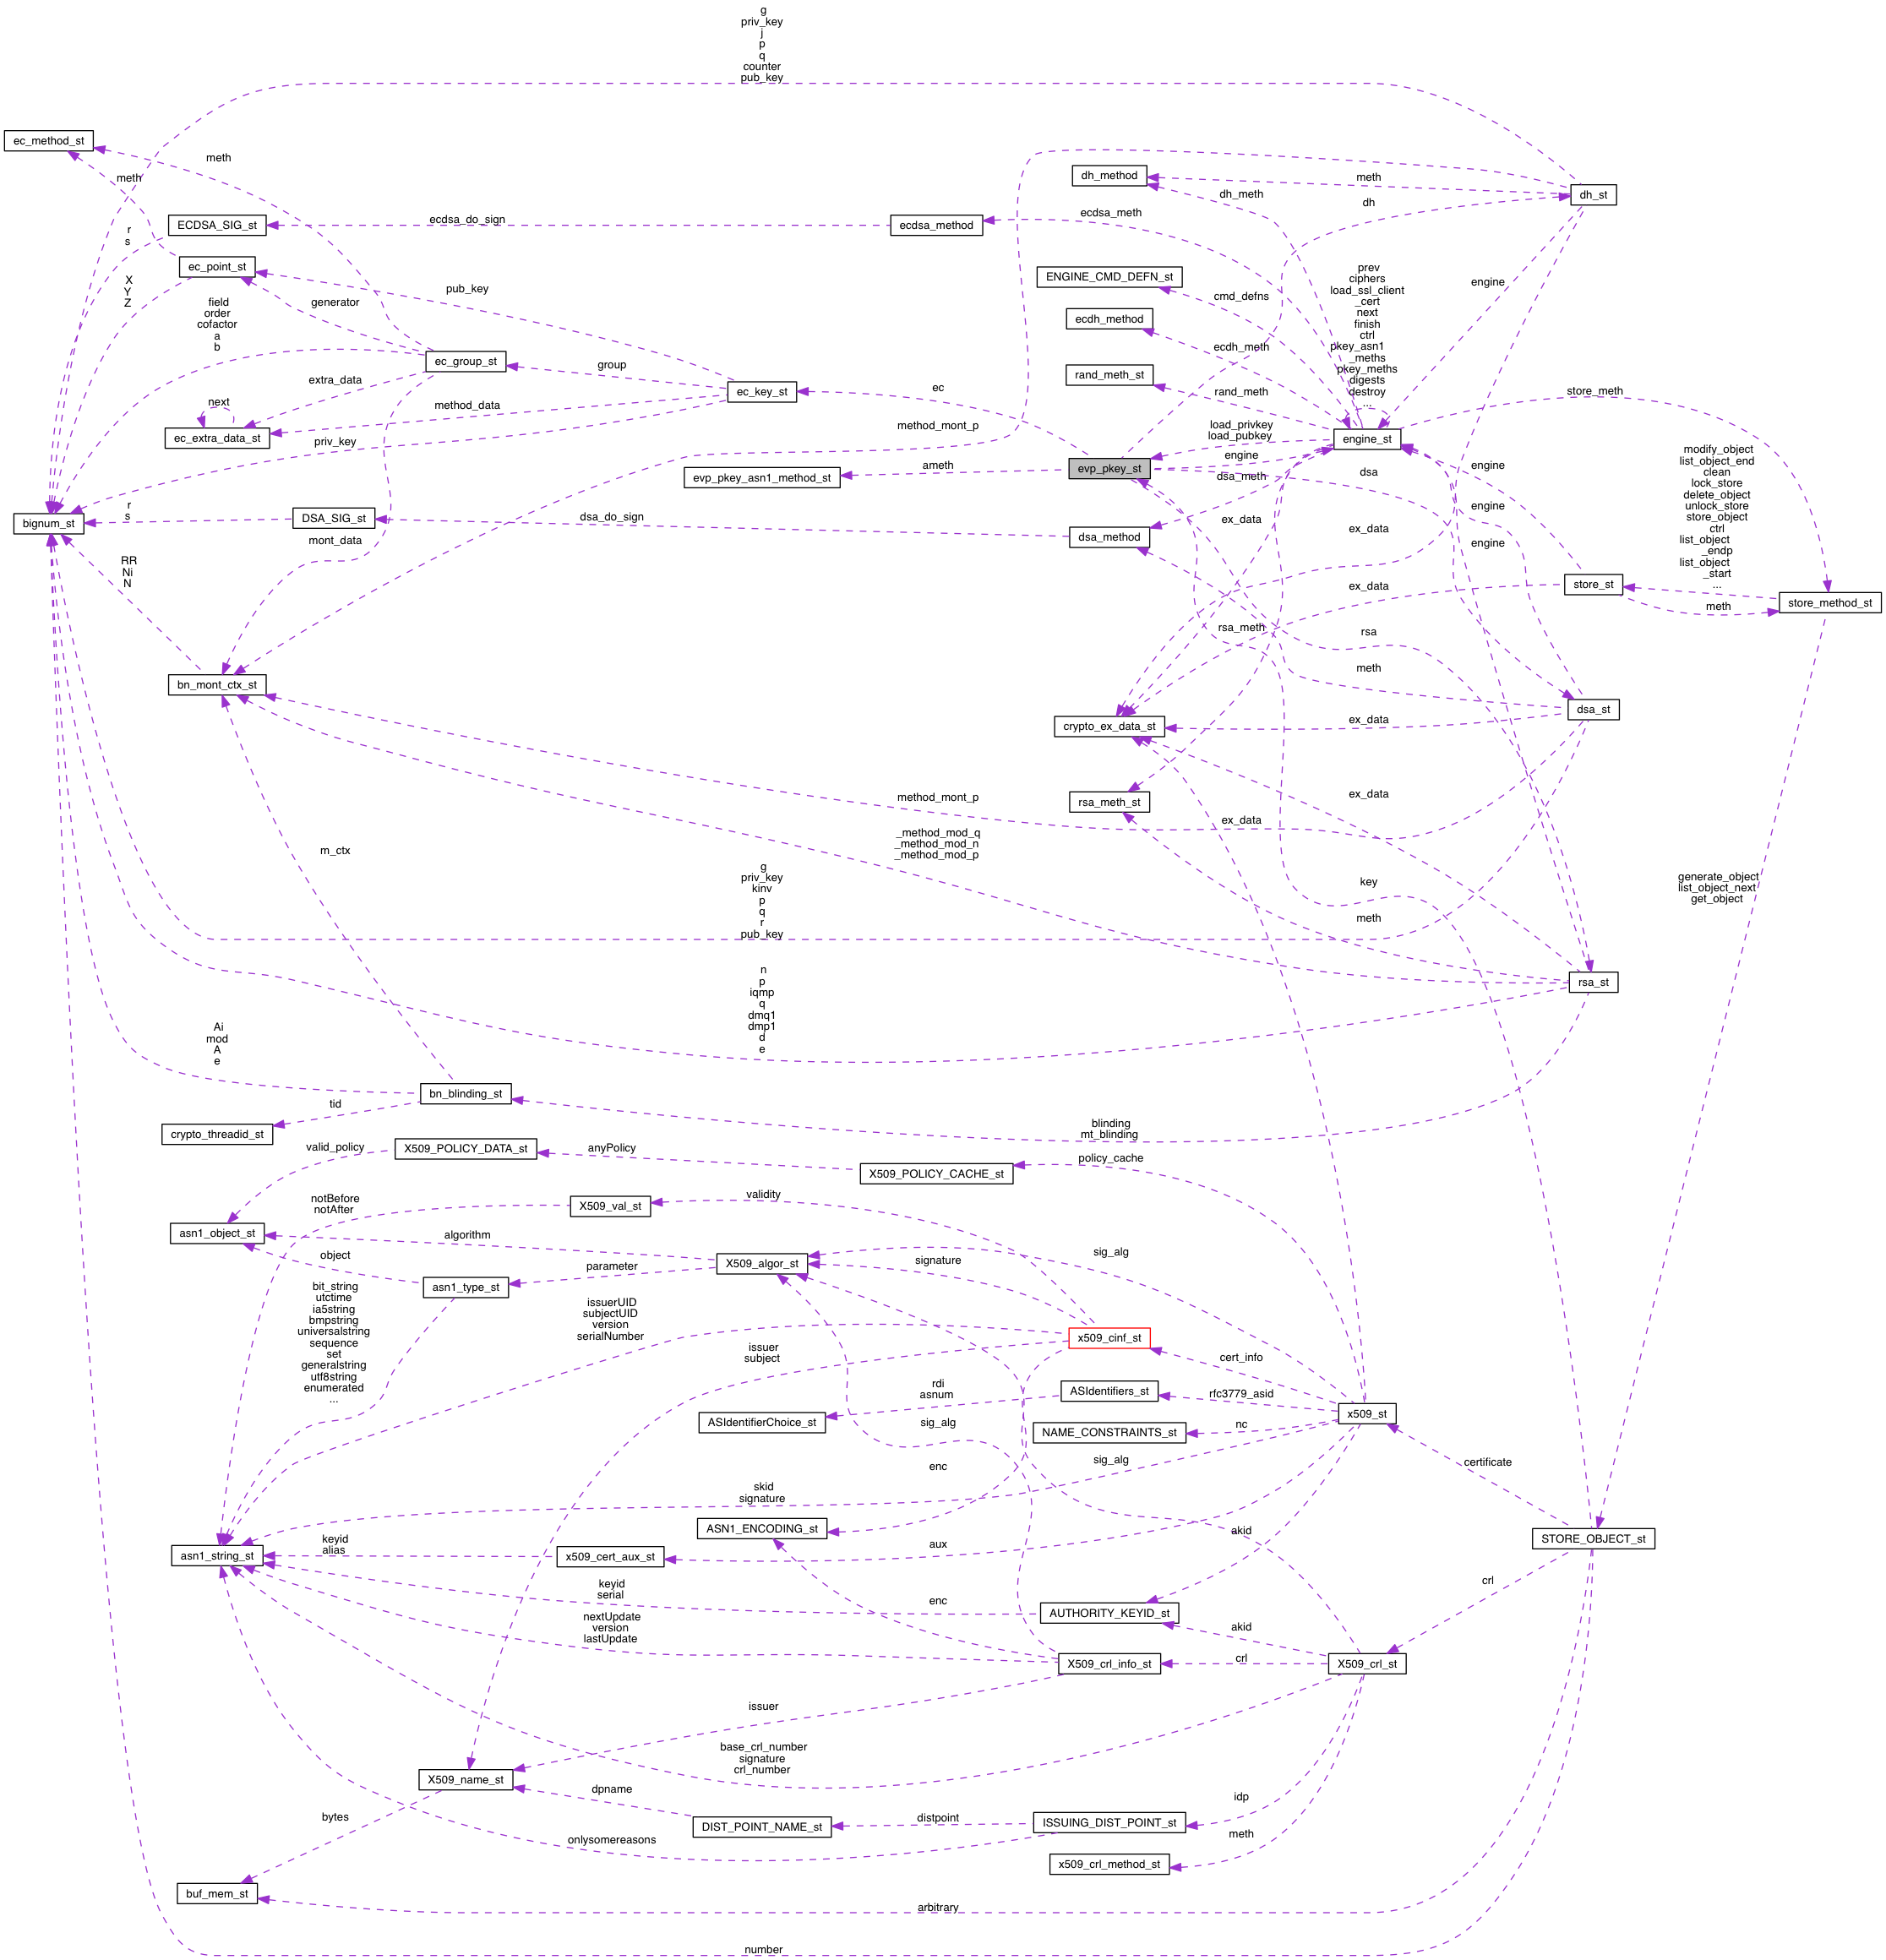 g
priv_key
j
p
q
counter
pub_key
ec_method_st
meth
meth
dh_method
meth
dh_st
dh_meth
dh
ECDSA_SIG_st
ecdsa_do_sign
ecdsa_method
ecdsa_meth
r
s
ec_point_st
X
Y
Z
pub_key
ENGINE_CMD_DEFN_st
cmd_defns
prev
ciphers
load_ssl_client
_cert
next
finish
ctrl
pkey_asn1
_meths
pkey_meths
digests
destroy
...
engine
field
order
cofactor
a
b
generator
ecdh_method
ecdh_meth
ec_group_st
group
ec_key_st
ec
rand_meth_st
rand_meth
store_meth
extra_data
next
method_data
ec_extra_data_st
priv_key
method_mont_p
load_privkey
load_pubkey
engine_st
engine
evp_pkey_st
ameth
evp_pkey_asn1_method_st
dsa_meth
dsa
engine
modify_object
list_object_end
clean
lock_store
delete_object
unlock_store
store_object
ctrl
list_object
_endp
list_object
_start
...
bignum_st
r
s
DSA_SIG_st
dsa_do_sign
dsa_method
mont_data
ex_data
ex_data
engine
RR
Ni
N
ex_data
store_st
meth
store_method_st
rsa_meth
rsa
meth
bn_mont_ctx_st
dsa_st
crypto_ex_data_st
ex_data
rsa_meth_st
method_mont_p
ex_data
ex_data
m_ctx
_method_mod_q
_method_mod_n
_method_mod_p
g
priv_key
kinv
p
q
r
pub_key
key
meth
generate_object
list_object_next
get_object
n
p
iqmp
q
dmq1
dmp1
d
e
rsa_st
Ai
mod
A
e
bn_blinding_st
tid
crypto_threadid_st
blinding
mt_blinding
valid_policy
X509_POLICY_DATA_st
anyPolicy
X509_POLICY_CACHE_st
policy_cache
notBefore
notAfter
X509_val_st
validity
asn1_object_st
algorithm
object
X509_algor_st
parameter
asn1_type_st
signature
sig_alg
bit_string
utctime
ia5string
bmpstring
universalstring
sequence
set
generalstring
utf8string
enumerated
...
issuerUID
subjectUID
version
serialNumber
issuer
subject
x509_cinf_st
cert_info
rdi
asnum
ASIdentifiers_st
rfc3779_asid
ASIdentifierChoice_st
sig_alg
NAME_CONSTRAINTS_st
nc
x509_st
sig_alg
enc
certificate
skid
signature
ASN1_ENCODING_st
akid
STORE_OBJECT_st
asn1_string_st
keyid
alias
x509_cert_aux_st
aux
keyid
serial
enc
AUTHORITY_KEYID_st
crl
nextUpdate
version
lastUpdate
akid
X509_crl_info_st
crl
X509_crl_st
issuer
base_crl_number
signature
crl_number
X509_name_st
dpname
idp
bytes
DIST_POINT_NAME_st
distpoint
ISSUING_DIST_POINT_st
onlysomereasons
meth
x509_crl_method_st
buf_mem_st
arbitrary
number